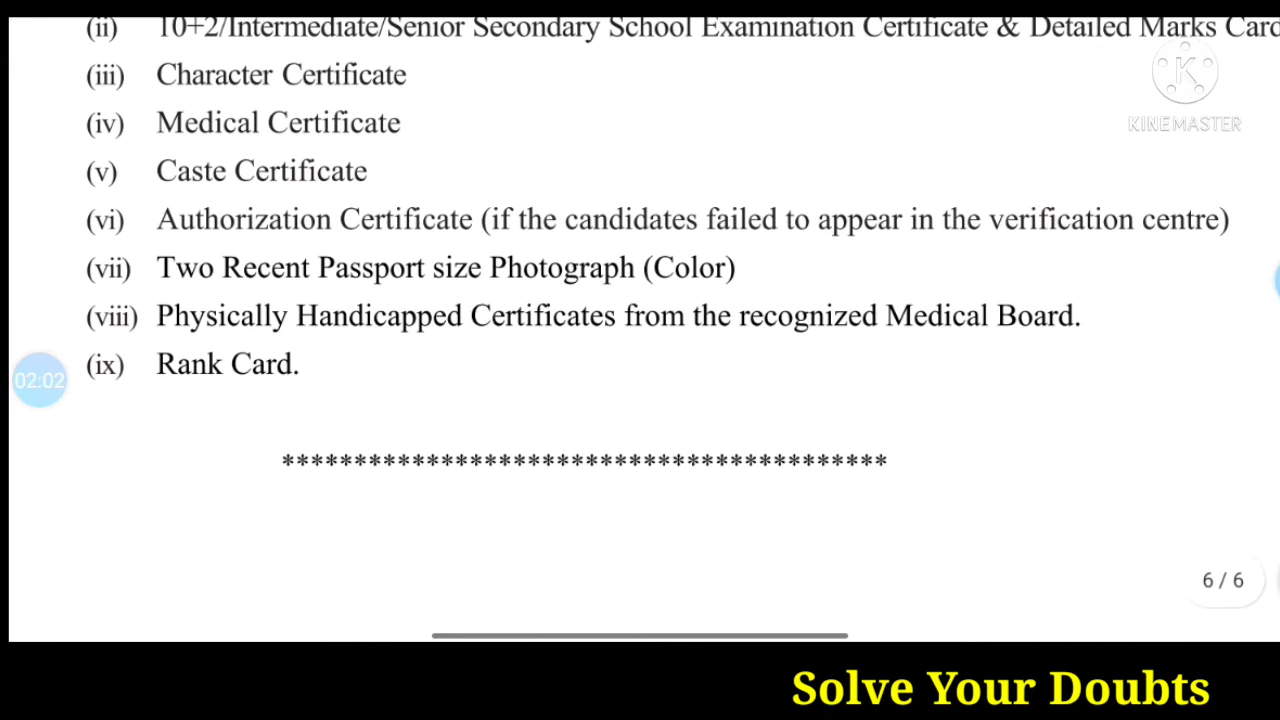 (ii) 10+2/Intermediate/Senior Secondary School Examination Certificate & Detailed Marks Card
(iii) Character Certificate
(iv) Medical Certificate
(v) Caste Certificate
(vi) Authorization Certificate (if the candidates failed to appear in the verification centre)
(vii) Two Recent Passport size Photograph (Color)
(viii) Physically Handicapped Certificates from the recognized Medical Board.
(ix) Rank Card.
******************************************
K
KINEMASTER
02:02
6 / 6
Solve Your Doubts